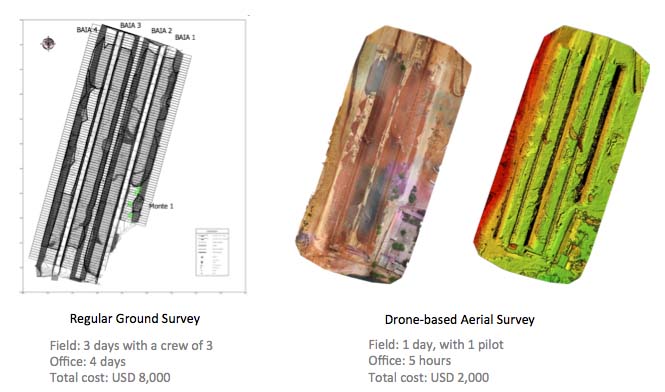 BAIA 3
BAIA 4
BAIA 2
BAIA 1
Monte 1
Regular Ground Survey
Field: 3 days with a crew of 3
Office: 4 days
Total cost: USD 8,000
Drone-based Aerial Survey
Field: 1 day, with 1 pilot
Office: 5 hours
Total cost: USD 2,000